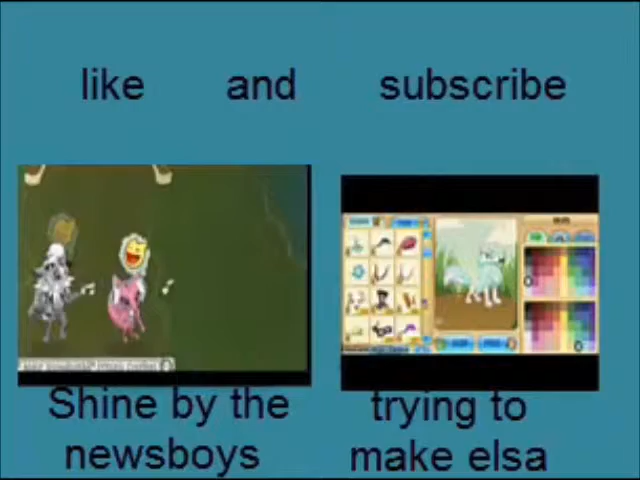 like and subscribe
Shine by the
newsboys
trying to
make elsa